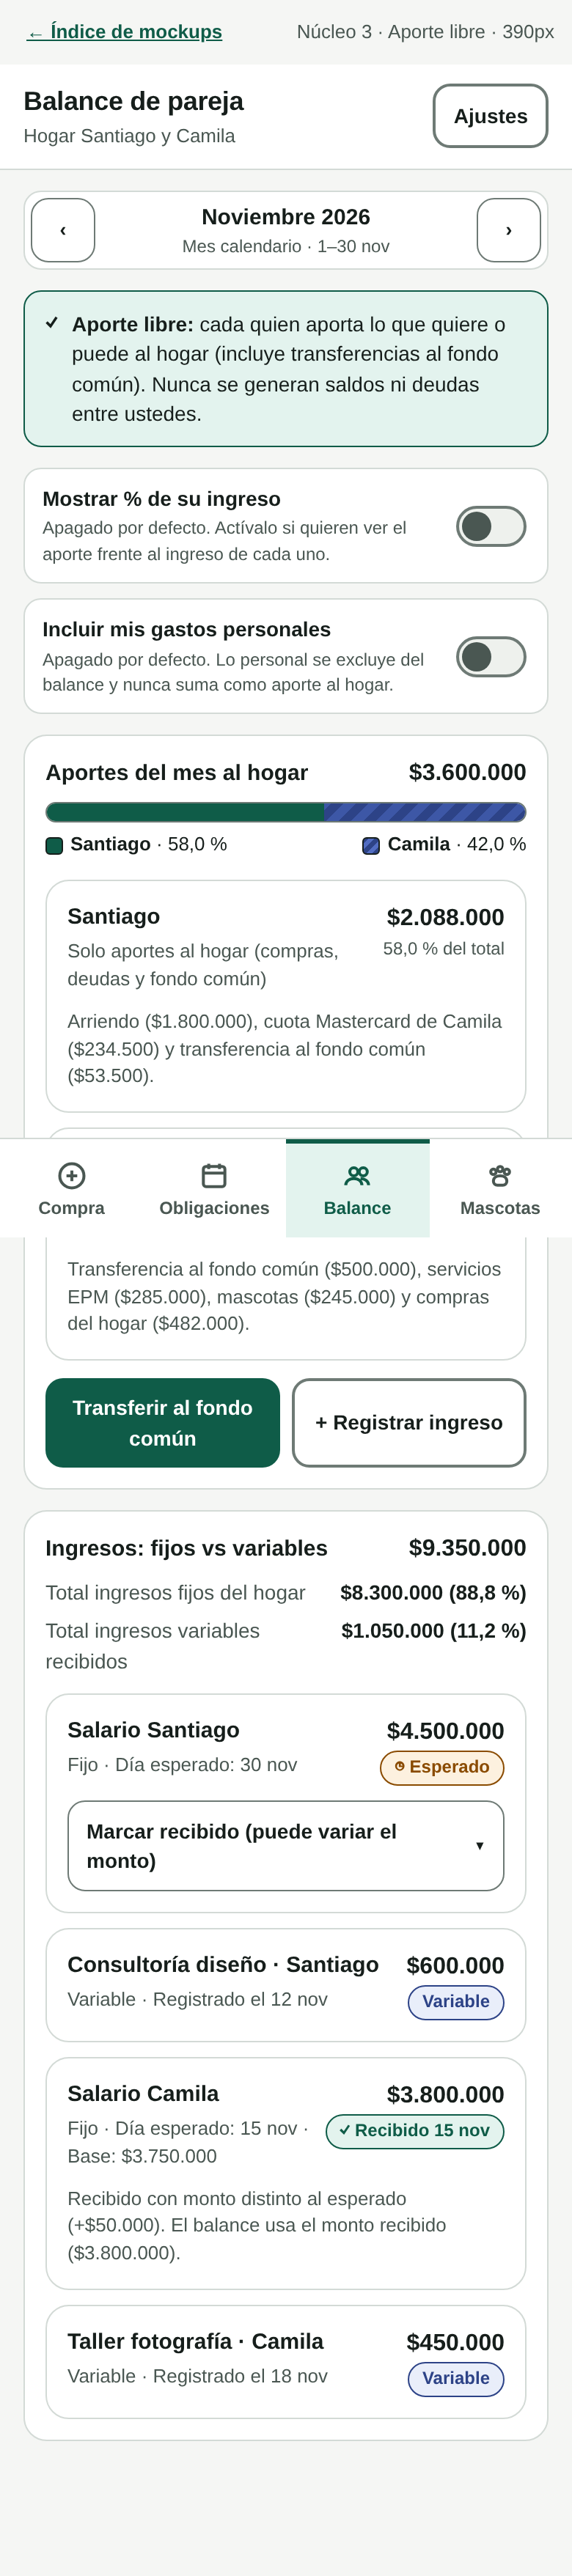 ← Índice de mockups
Núcleo 3 · Aporte libre · 390px
Balance de pareja
Hogar Santiago y Camila
Ajustes
‹
Noviembre 2026
Mes calendario · 1–30 nov
›
✓ Aporte libre: cada quien aporta lo que quiere o
puede al hogar (incluye transferencias al fondo
común). Nunca se generan saldos ni deudas
entre ustedes.
Mostrar % de su ingreso
Apagado por defecto. Actívalo si quieren ver el
aporte frente al ingreso de cada uno.
Incluir mis gastos personales
Apagado por defecto. Lo personal se excluye del
balance y nunca suma como aporte al hogar.
Aportes del mes al hogar
$3.600.000
Santiago · 58,0 %
Camila · 42,0 %
Santiago
$2.088.000
Solo aportes al hogar (compras,
deudas y fondo común)
58,0 % del total
Arriendo ($1.800.000), cuota Mastercard de Camila
($234.500) y transferencia al fondo común
($53.500).
Compra
Obligaciones
Balance
Mascotas
Transferencia al fondo común ($500.000), servicios
EPM ($285.000), mascotas ($245.000) y compras
del hogar ($482.000).
Transferir al fondo
común
+ Registrar ingreso
Ingresos: fijos vs variables
$9.350.000
Total ingresos fijos del hogar
$8.300.000 (88,8 %)
Total ingresos variables
recibidos
$1.050.000 (11,2 %)
Salario Santiago
$4.500.000
Fijo · Día esperado: 30 nov
Esperado
Marcar recibido (puede variar el
monto)
▾
Consultoría diseño · Santiago
$600.000
Variable · Registrado el 12 nov
Variable
Salario Camila
$3.800.000
Fijo · Día esperado: 15 nov ·
Base: $3.750.000
✓ Recibido 15 nov
Recibido con monto distinto al esperado
(+$50.000). El balance usa el monto recibido
($3.800.000).
Taller fotografía · Camila
$450.000
Variable · Registrado el 18 nov
Variable